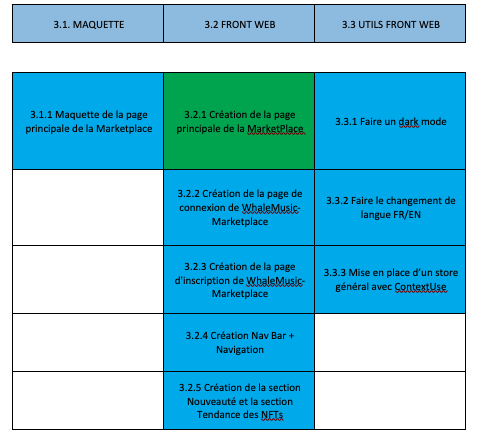 3.1. MAQUETTE
3.2 FRONT WEB
3.3 UTILS FRONT WEB
3.1.1 Maquette de la page
principale de la Marketplace
3.2.1 Création de la page
principale de la MarketPlace
3.3.1 Faire un dark mode
3.2.2 Création de la page de
connexion de WhaleMusic-
Marketplace
3.3.2 Faire le changement de
langue FR/EN
3.2.3 Création de la page
d'inscription de WhaleMusic-
Marketplace
3.3.3 Mise en place d'un store
général avec ContextUse
3.2.4 Création Nav Bar +
Navigation
3.2.5 Création de la section
Nouveauté et la section
Tendance des NFTs